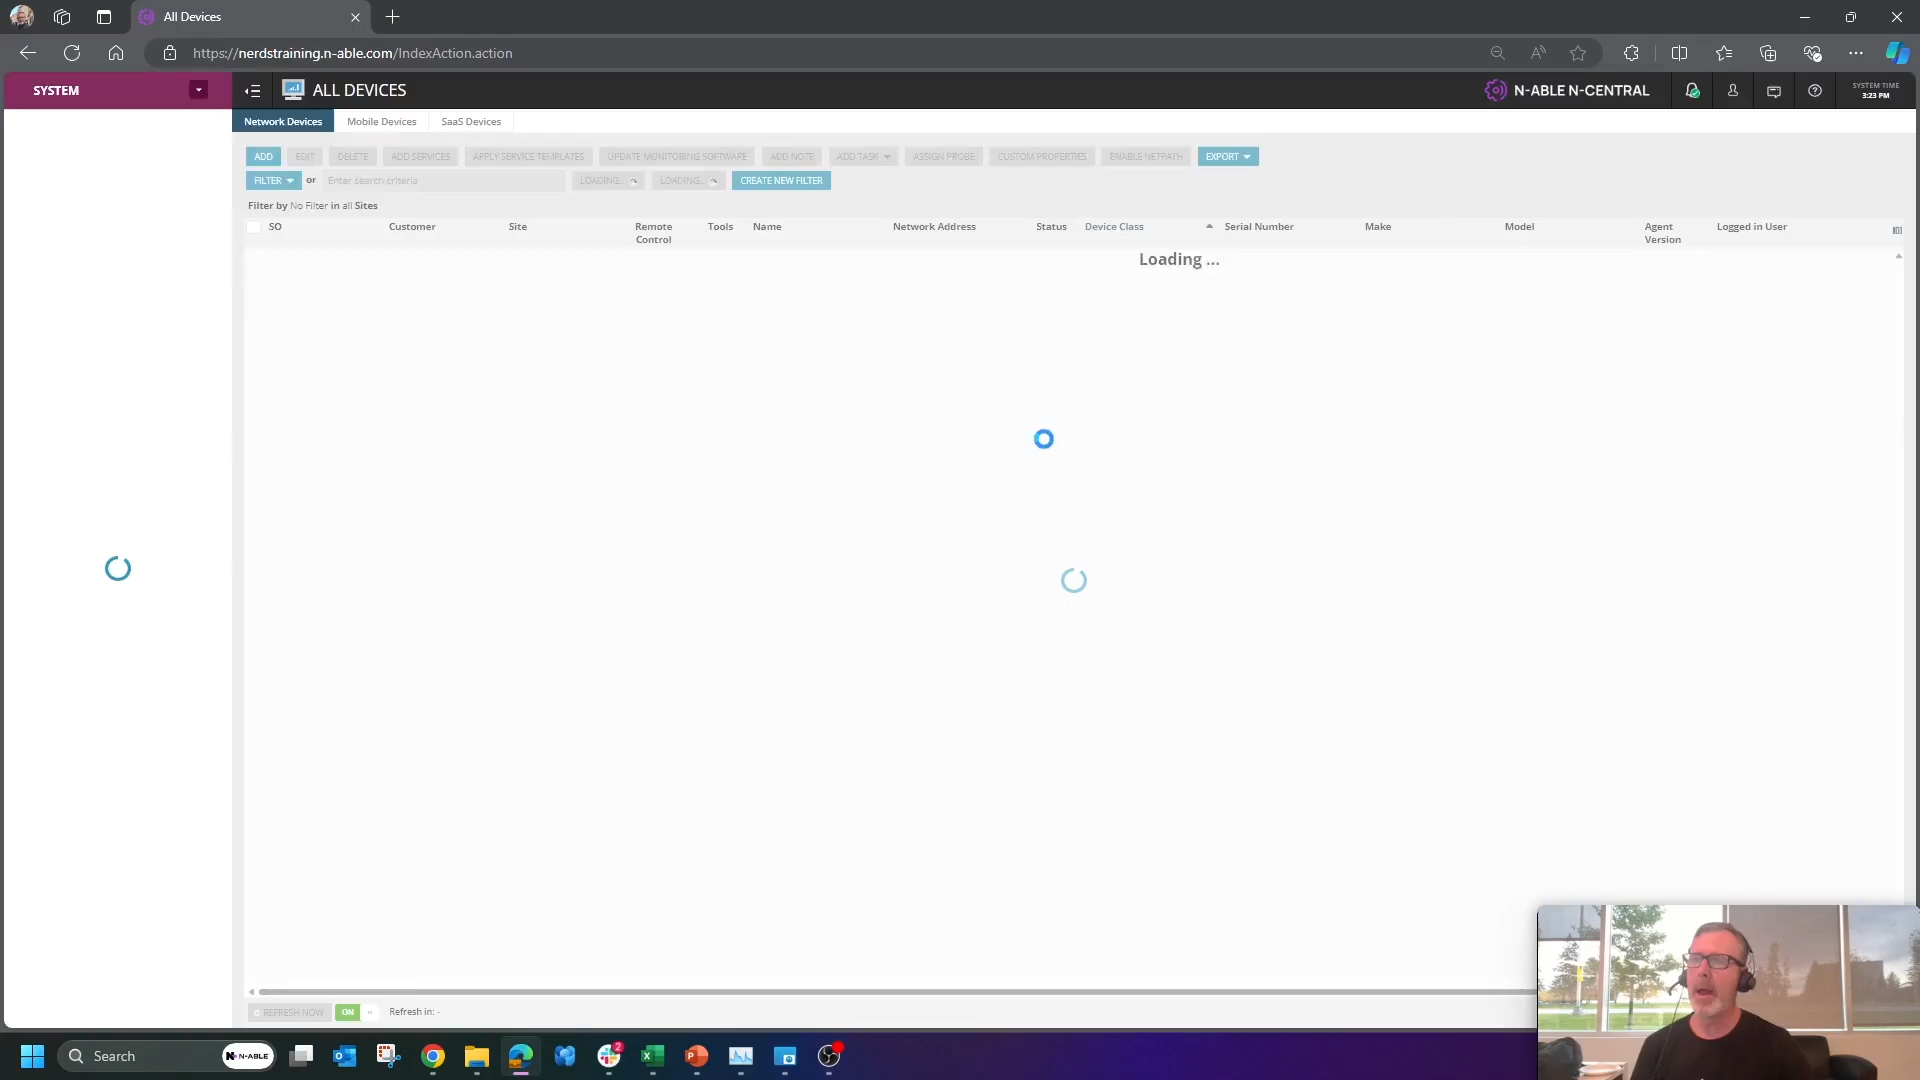 All Devices
https://nerdstraining.n-able.com/IndexAction.action
SYSTEM
ALL DEVICES
N-ABLE N-CENTRAL
SYSTEM TIME
3:23 PM
Network Devices Mobile Devices SaaS Devices
ADD EDIT DELETE ADD SERVICES APPLY SERVICE TEMPLATES UPDATE MONITORING SOFTWARE ADD NOTE ADD TASK ASSIGN PROBE CUSTOM PROPERTIES ENABLE NETPATH EXPORT
FILTER or Enter search criteria LOADING... LOADING... CREATE NEW FILTER
Filter by No Filter in all Sites
SO Customer Site Remote Control Tools Name Network Address Status Device Class Serial Number Make Model Agent Version Logged in User
Loading ...
REFRESH NOW ON Refresh in: -
Search N-ABLE 2